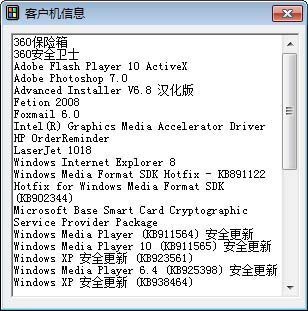 客户机信息
360保险箱
360安全卫士
Adobe Flash Player 10 ActiveX
Adobe Photoshop 7.0
Advanced Installer V6.8 汉化版
Fetion 2008
Foxmail 6.0
Intel(R) Graphics Media Accelerator Driver
HP OrderReminder
LaserJet 1018
Windows Internet Explorer 8
Windows Media Format SDK Hotfix - KB891122
Hotfix for Windows Media Format SDK
(KB902344)
Microsoft Base Smart Card Cryptographic
Service Provider Package
Windows Media Player (KB911564) 安全更新
Windows Media Player 10 (KB911565) 安全更新
Windows XP 安全更新 (KB923561)
Windows Media Player 6.4 (KB925398) 安全更新
Windows XP 安全更新 (KB938464)